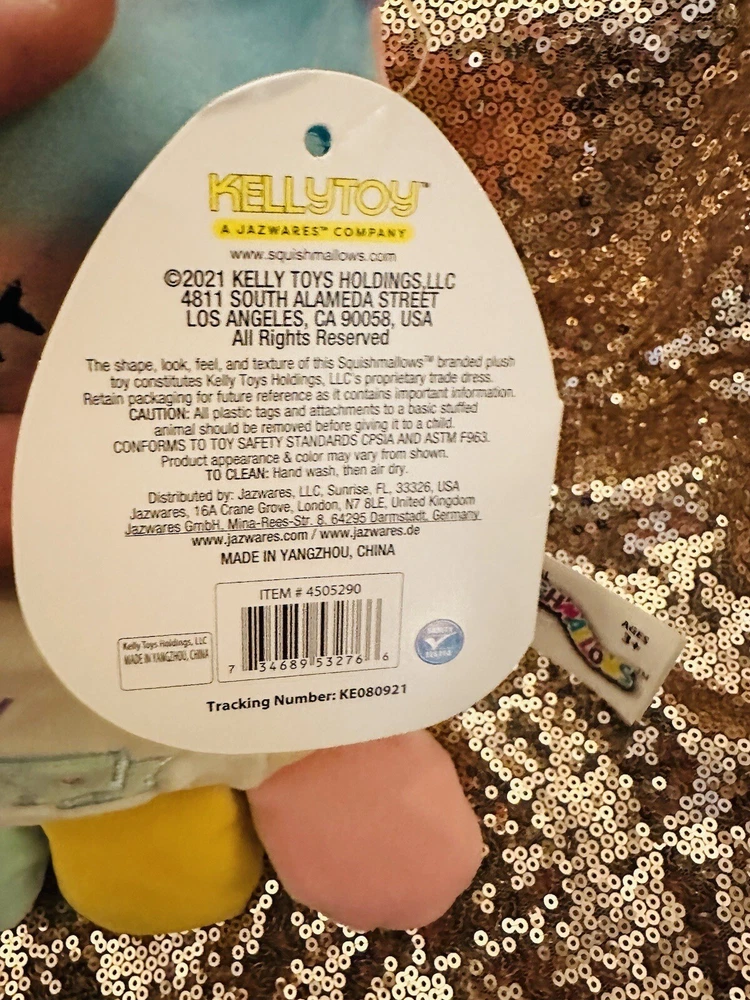 KELLYTOY™
A JAZWARES™ COMPANY
www.squishmallows.com
©2021 KELLY TOYS HOLDINGS,LLC
4811 SOUTH ALAMEDA STREET
LOS ANGELES, CA 90058, USA
All Rights Reserved
The shape, look, feel, and texture of this Squishmallows™ branded plush
toy constitutes Kelly Toys Holdings, LLC's proprietary trade dress.
Retain packaging for future reference as it contains important information.
CAUTION: All plastic tags and attachments to a basic stuffed
animal should be removed before giving it to a child.
CONFORMS TO TOY SAFETY STANDARDS CPSIA AND ASTM F963.
Product appearance & color may vary from shown.
TO CLEAN: Hand wash, then air dry.
Distributed by: Jazwares, LLC, Sunrise, FL, 33326, USA
Jazwares, 16A Crane Grove, London, N7 8LE, United Kingdom
Jazwares GmbH, Mina-Rees-Str. 8, 64295 Darmstadt, Germany
www.jazwares.com / www.jazwares.de
MADE IN YANGZHOU, CHINA
ITEM # 4505290
7 34689 53276 6
Kelly Toys Holdings, LLC
MADE IN YANGZHOU, CHINA
SAFETY
TESTED
Tracking Number: KE080921
AGES
3+